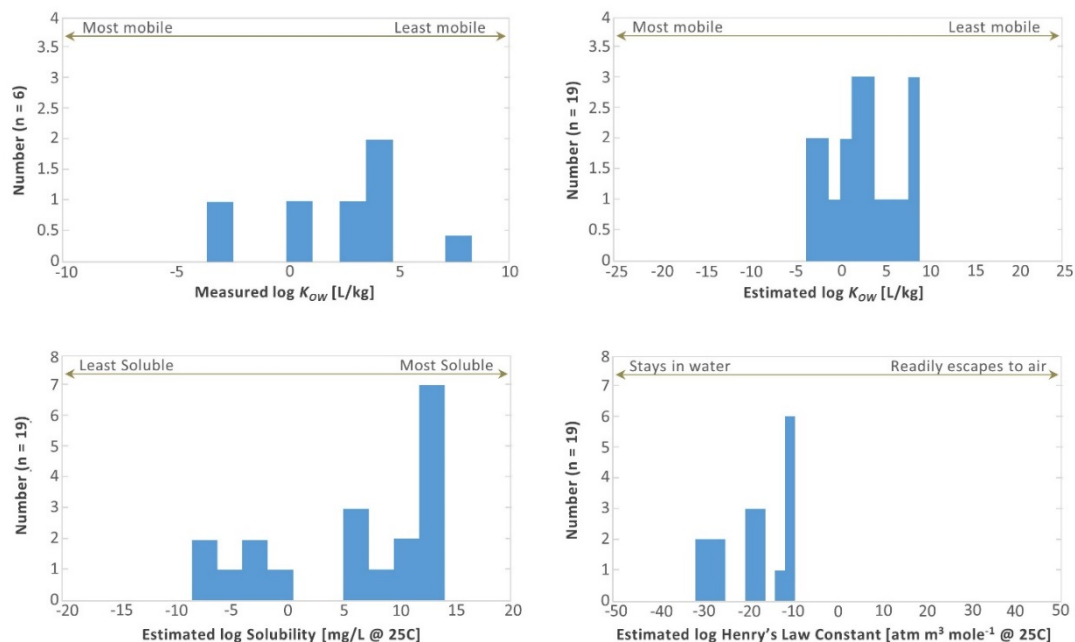 Most mobile Least mobile
4
3.5
3
2.5
2
1.5
1
0.5
0
Number (n = 6)
-10 -5 0 5 10
Measured log KOW [L/kg]
Most mobile Least mobile
4
3.5
3
2.5
2
1.5
1
0.5
0
Number (n = 19)
-25 -20 -15 -10 -5 0 5 10 15 20 25
Estimated log KOW [L/kg]
Least Soluble Most Soluble
8
7
6
5
4
3
2
1
0
Number (n = 19)
-20 -15 -10 -5 0 5 10 15 20
Estimated log Solubility [mg/L @ 25C]
Stays in water Readily escapes to air
8
7
6
5
4
3
2
1
0
Number (n = 19)
-50 -40 -30 -20 -10 0 10 20 30 40 50
Estimated log Henry's Law Constant [atm m³ mole⁻¹ @ 25C]